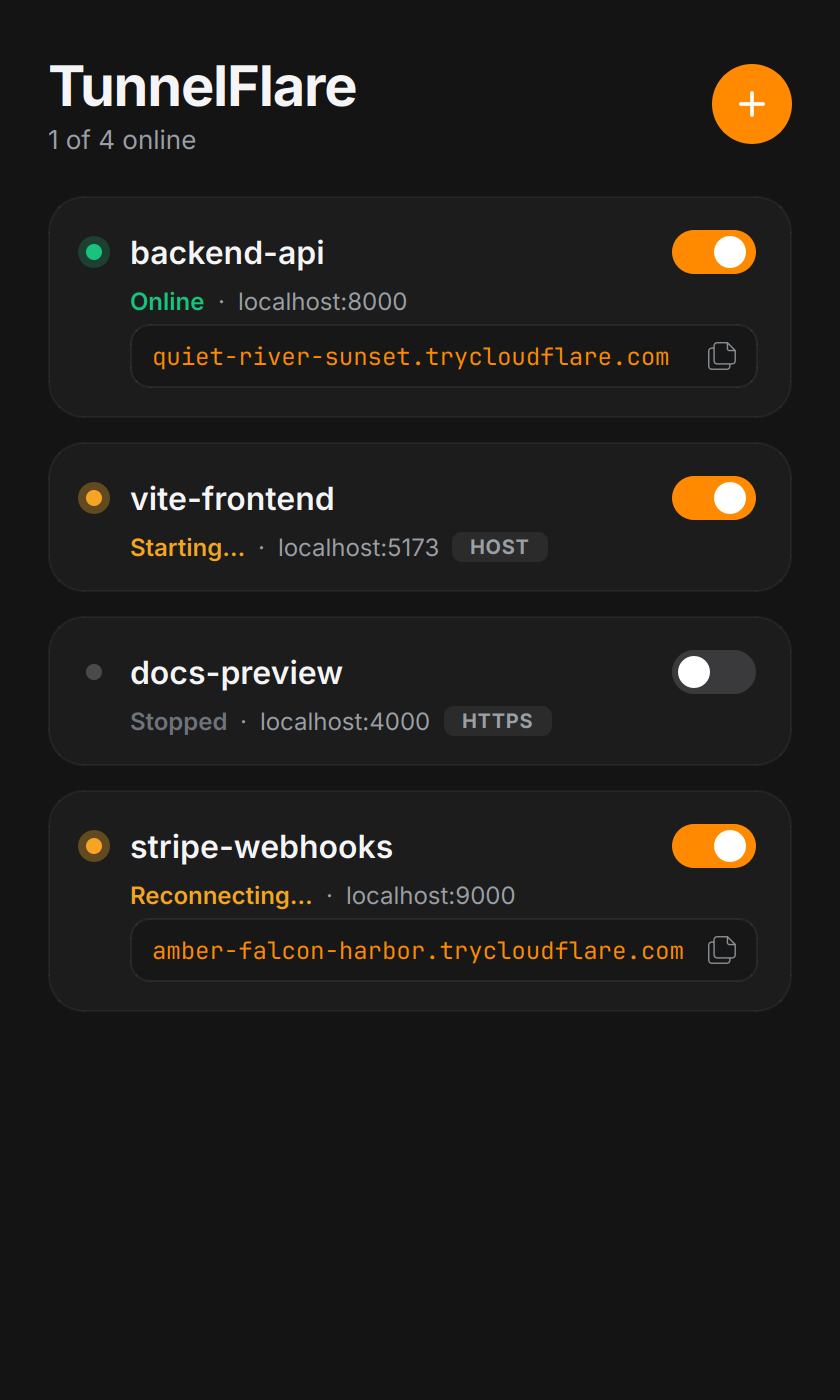 TunnelFlare
1 of 4 online
backend-api
Online · localhost:8000
quiet-river-sunset.trycloudflare.com
vite-frontend
Starting... · localhost:5173 HOST
docs-preview
Stopped · localhost:4000 HTTPS
stripe-webhooks
Reconnecting... · localhost:9000
amber-falcon-harbor.trycloudflare.com